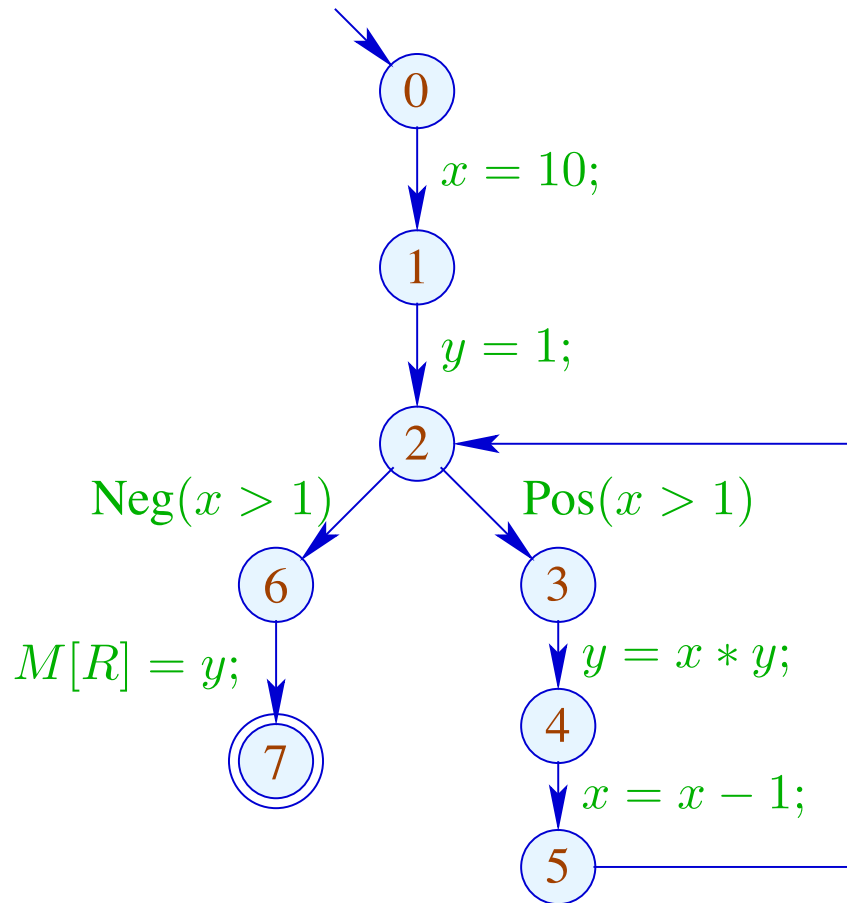 0
x = 10;
1
y = 1;
2
Neg(x > 1) Pos(x > 1)
6 3
M[R] = y; y = x * y;
7 4
x = x − 1;
5